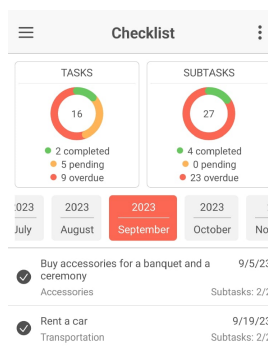 Checklist
TASKS
16
2 completed
5 pending
9 overdue
SUBTASKS
27
4 completed
0 pending
23 overdue
2023 2023 2023
July August September October
Buy accessories for a banquet and a
ceremony
9/5/23
Accessories
Subtasks: 2/2
Rent a car
9/19/23
Transportation
Subtasks: 2/2